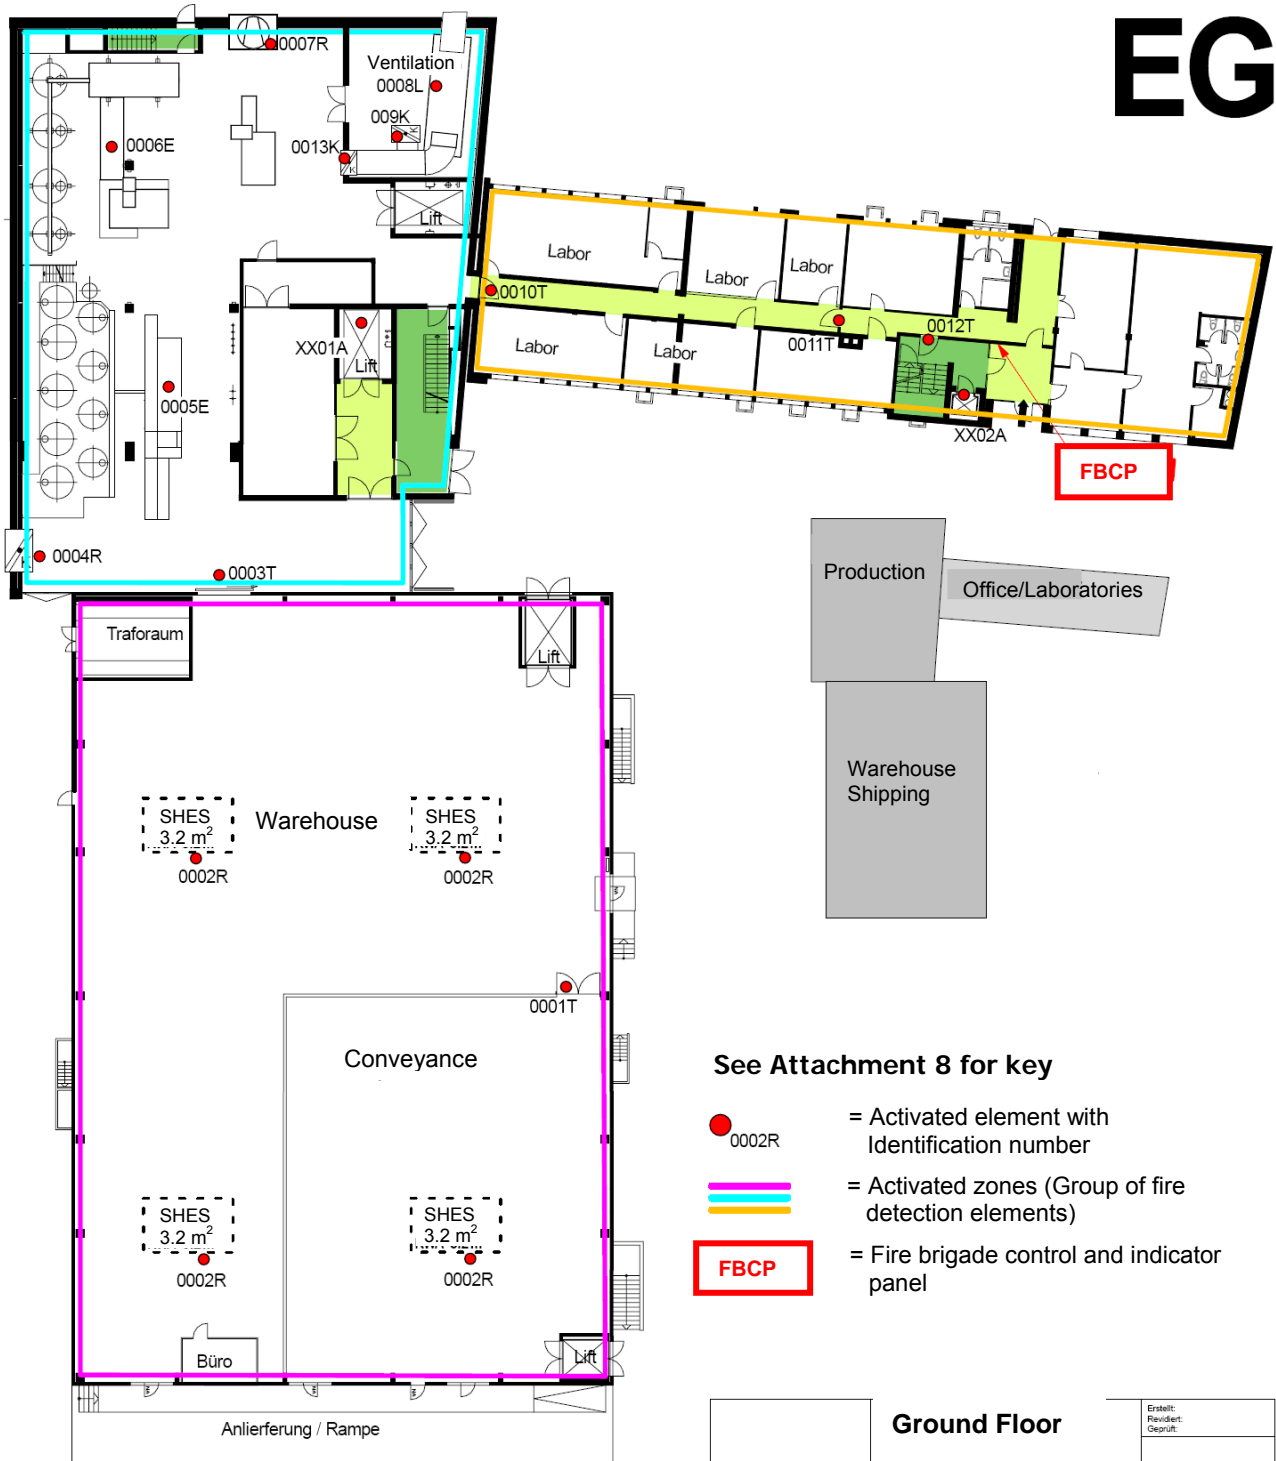 EG
0007R
Ventilation
0008L
009K
0013K
0006E
Lift
Labor
Labor
Labor
0010T
0012T
0011T
XX01A
Lift
Labor
Labor
0005E
XX02A
FBCP
0004R
0003T
Production
Office/Laboratories
Traforaum
Lift
Warehouse
Shipping
SHES
3.2 m²
Warehouse
SHES
3.2 m²
0002R
0002R
0001T
Conveyance
See Attachment 8 for key
0002R
= Activated element with
Identification number
= Activated zones (Group of fire
detection elements)
FBCP
= Fire brigade control and indicator
panel
SHES
3.2 m²
SHES
3.2 m²
0002R
0002R
Büro
Lift
Anlierferung / Rampe
Ground Floor
Erstellt:
Revidiert:
Geprüft: